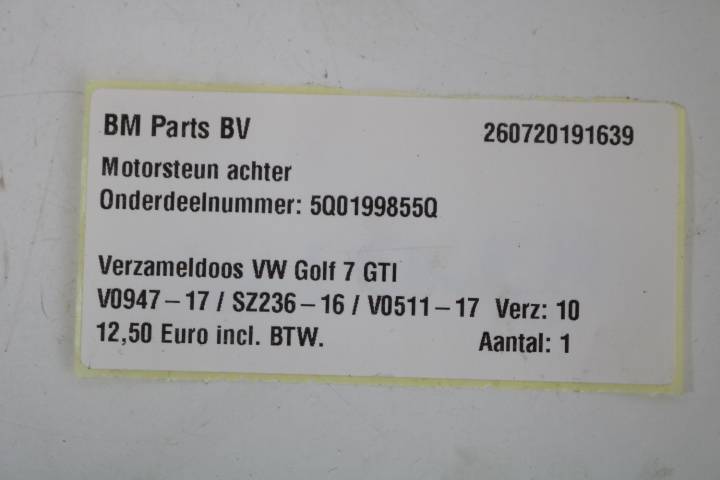 BM Parts BV 260720191639
Motorsteun achter
Onderdeelnummer: 5Q0199855Q
Verzameldoos VW Golf 7 GTI
V0947-17 / SZ236-16 / V0511-17 Verz: 10
12,50 Euro incl. BTW. Aantal: 1